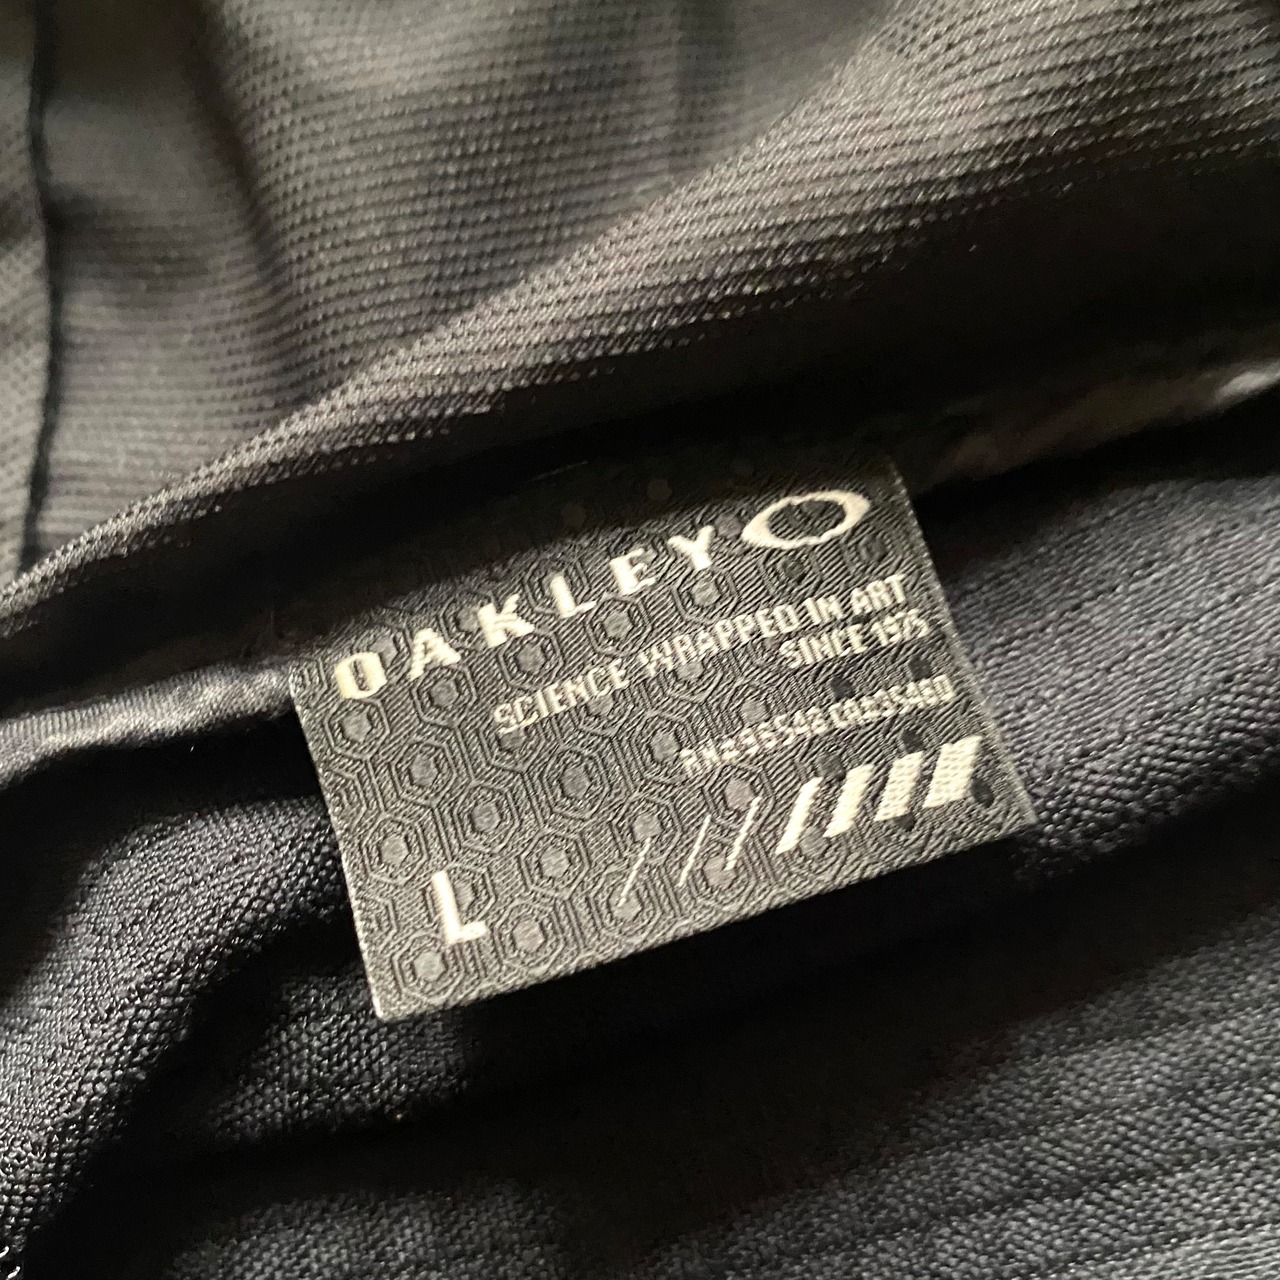 OAKLEY
SCIENCE WRAPPED IN ART
SINCE 1975
L